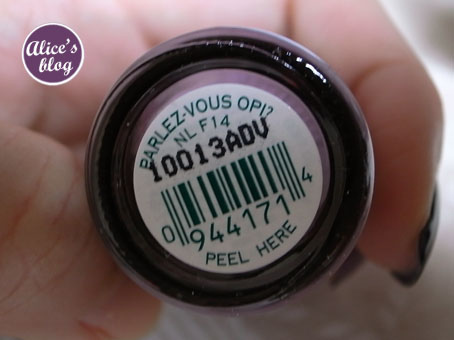 Alice's
blog
PARLEZ-VOUS OPI?
NL F14
10013ADV
0 944171 4
PEEL HERE